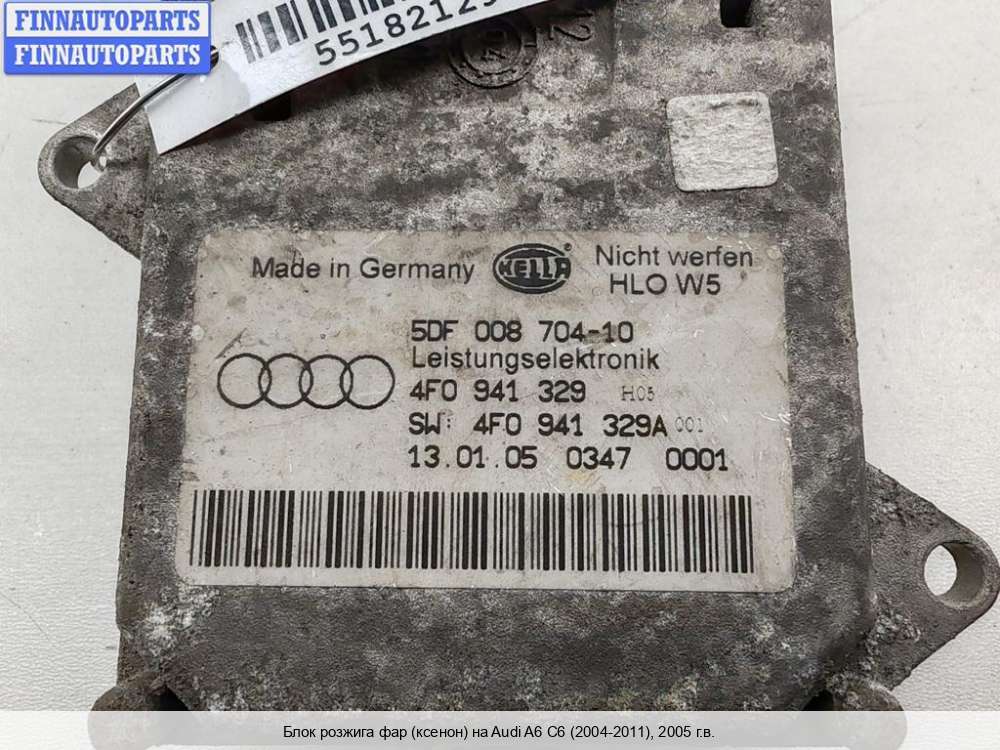 FINNAUTOPARTS
FINNAUTOPARTS
FINNAUTOPARTS
Made in Germany
HELLA
®
Nicht werfen
HLO W5
5DF 008 704-10
Leistungselektronik
4F0 941 329 H05
SW: 4F0 941 329A 001
13.01.05 0347 0001
Блок розжига фар (ксенон) на Audi A6 C6 (2004-2011), 2005 г.в.